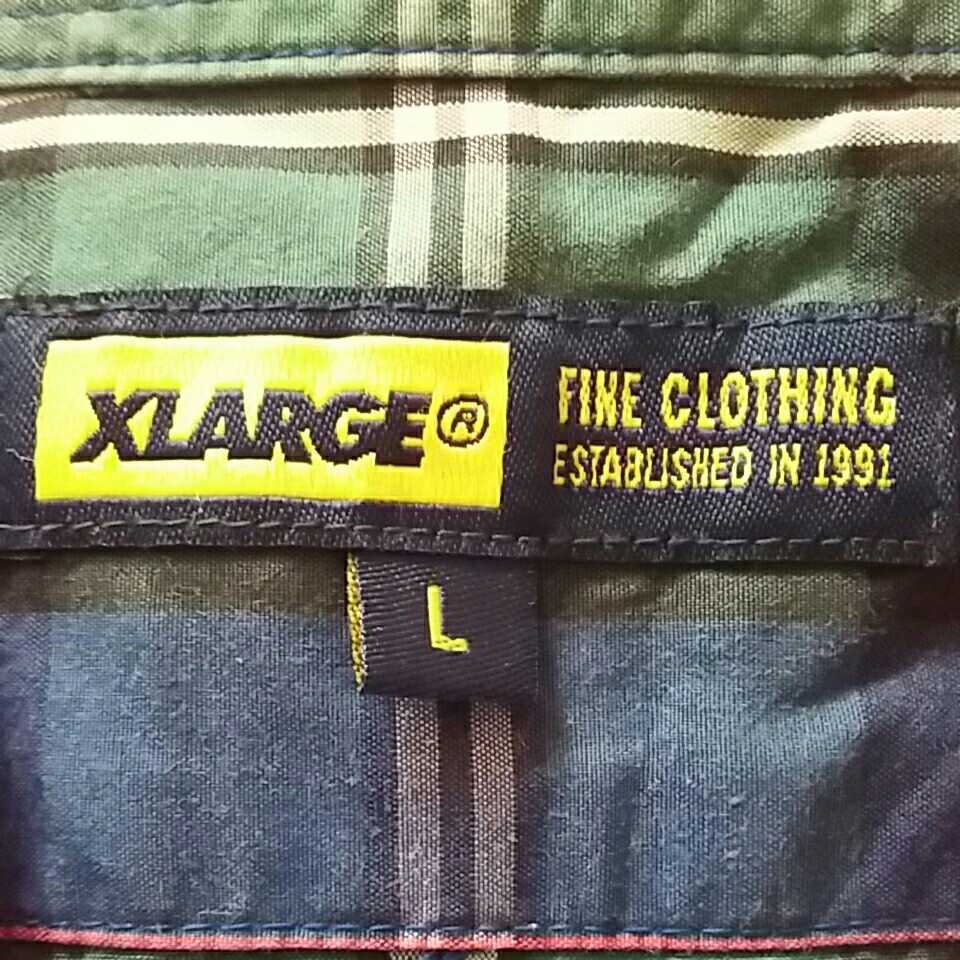 XLARGE®
FINE CLOTHING
ESTABLISHED IN 1991
L